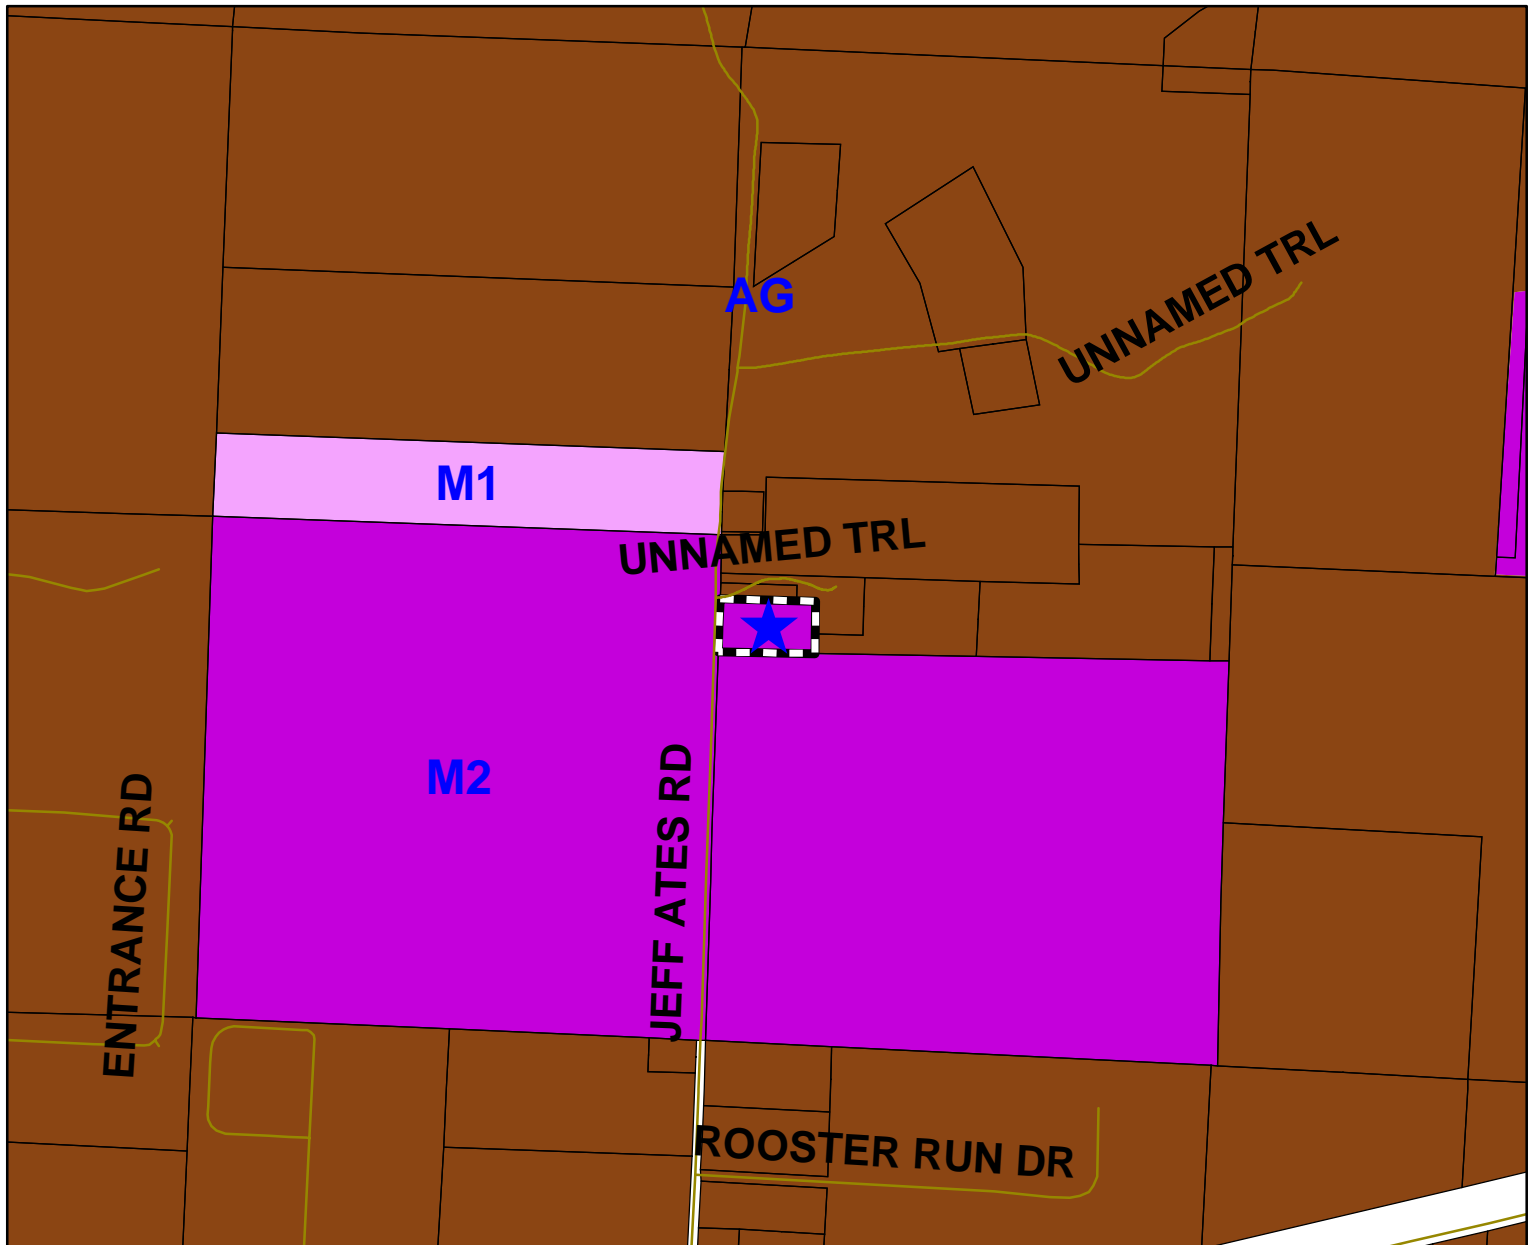 UNNAMED TRL
AG
M1
UNNAMED TRL
M2
JEFF ATES RD
ENTRANCE RD
ROOSTER RUN DR